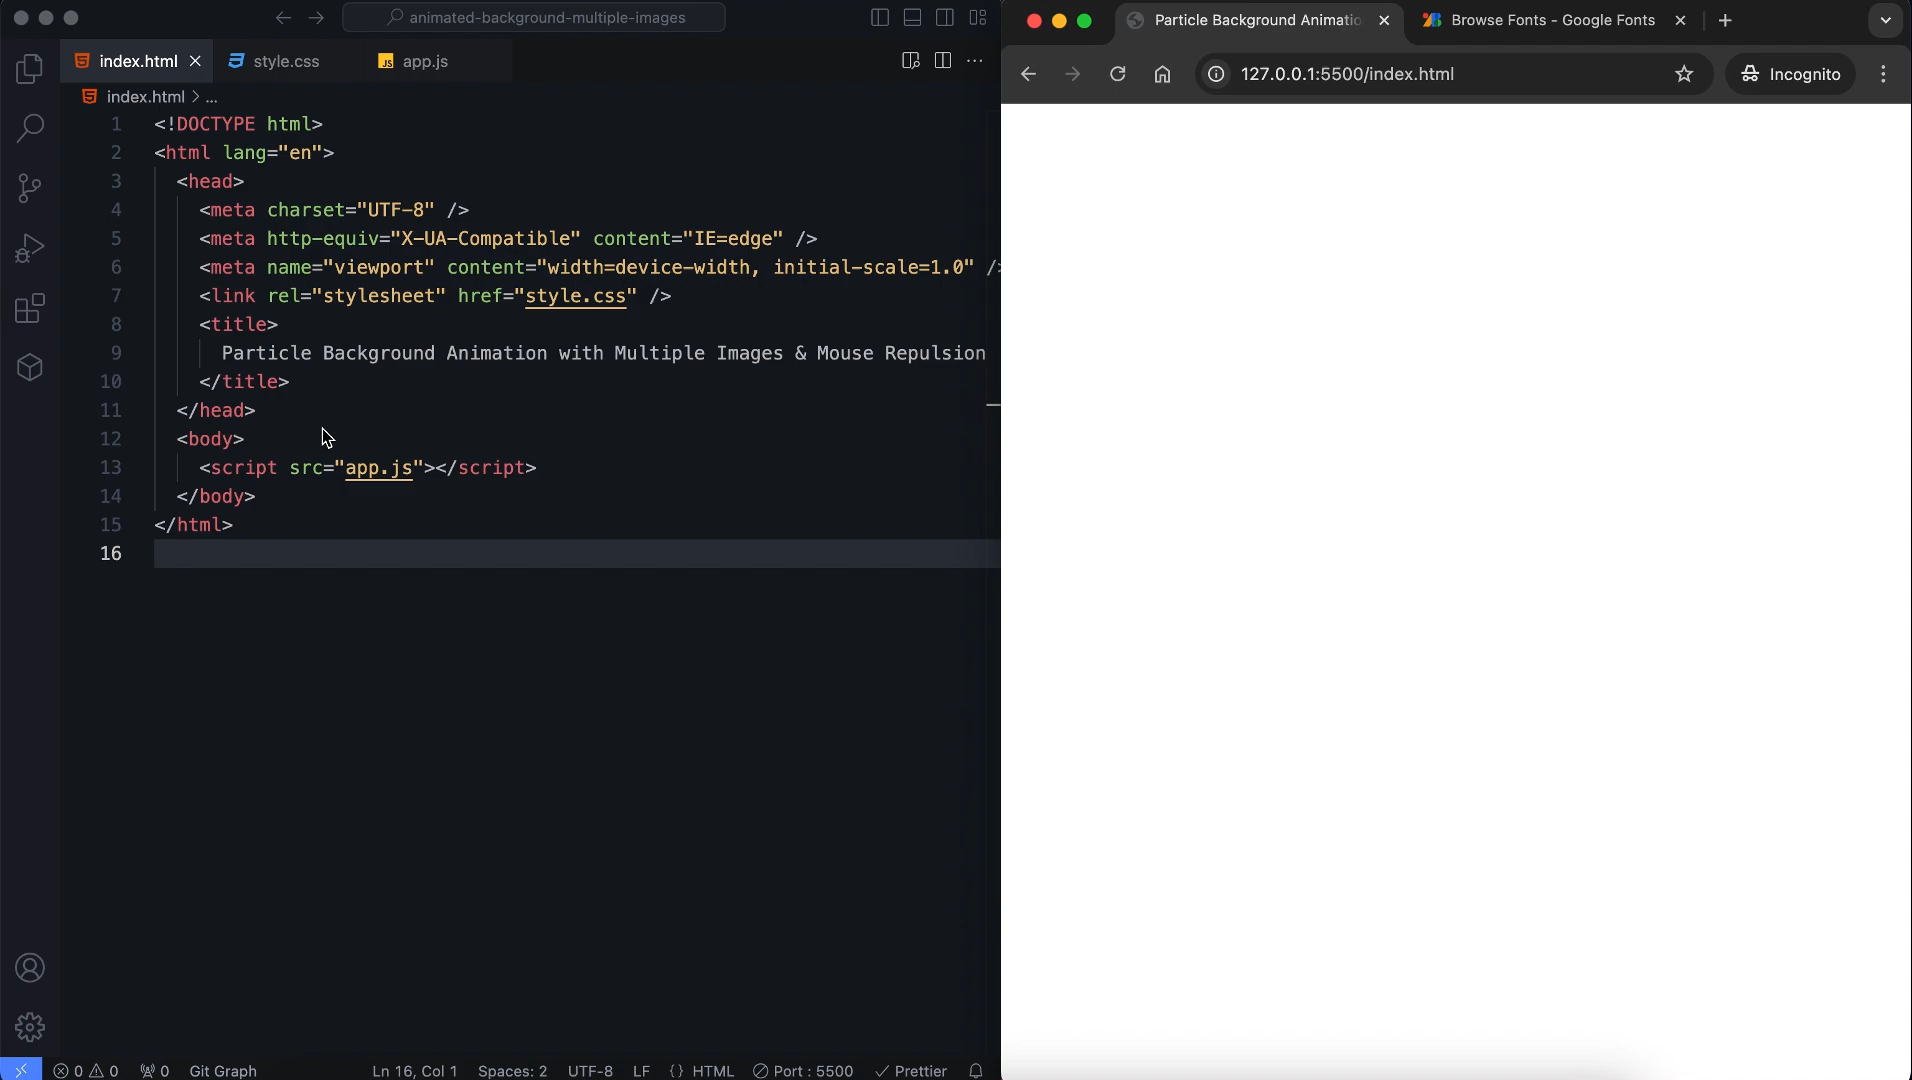 animated-background-multiple-images
index.html
style.css
app.js
index.html > ...
1 <!DOCTYPE html>
2 <html lang="en">
3 <head>
4 <meta charset="UTF-8" />
5 <meta http-equiv="X-UA-Compatible" content="IE=edge" />
6 <meta name="viewport" content="width=device-width, initial-scale=1.0" />
7 <link rel="stylesheet" href="style.css" />
8 <title>
9 Particle Background Animation with Multiple Images & Mouse Repulsion
10 </title>
11 </head>
12 <body>
13 <script src="app.js"></script>
14 </body>
15 </html>
16
0 0 0 Git Graph Ln 16, Col 1 Spaces: 2 UTF-8 LF {} HTML Port : 5500 Prettier
Particle Background Animatio
Browse Fonts - Google Fonts
127.0.0.1:5500/index.html
Incognito